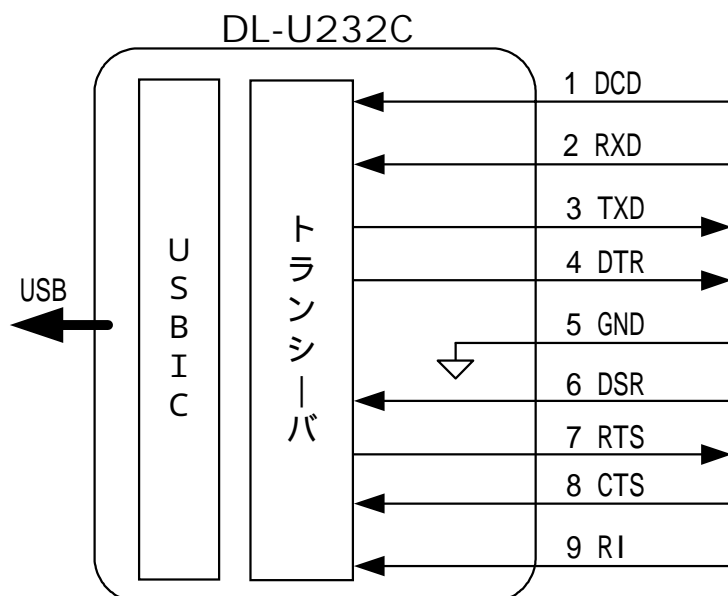 DL-U232C
USB
USBIC
トランシーバ
1 DCD
2 RXD
3 TXD
4 DTR
5 GND
6 DSR
7 RTS
8 CTS
9 RI